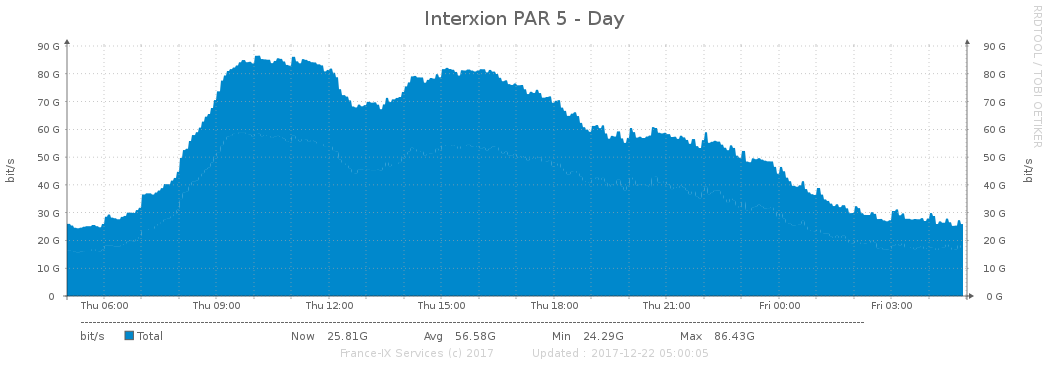 Interxion PAR 5 - Day
RRDTOOL / TOBI OETIKER
90 G 90 G
80 G 80 G
70 G 70 G
60 G 60 G
50 G 50 G
40 G 40 G
30 G 30 G
20 G 20 G
10 G 10 G
0 0 G
bit/s
bit/s
Thu 06:00 Thu 09:00 Thu 12:00 Thu 15:00 Thu 18:00 Thu 21:00 Fri 00:00 Fri 03:00
bit/s Total Now 25.81G Avg 56.58G Min 24.29G Max 86.43G
France-IX Services (c) 2017 Updated : 2017-12-22 05:00:05